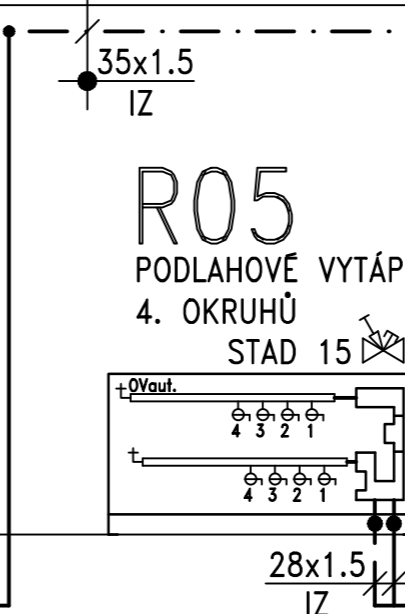 35x1.5
IZ
R05
PODLAHOVÉ VYTÁP
4. OKRUHŮ
STAD 15
OVaut.
4 3 2 1
4 3 2 1
28x1.5
IZ